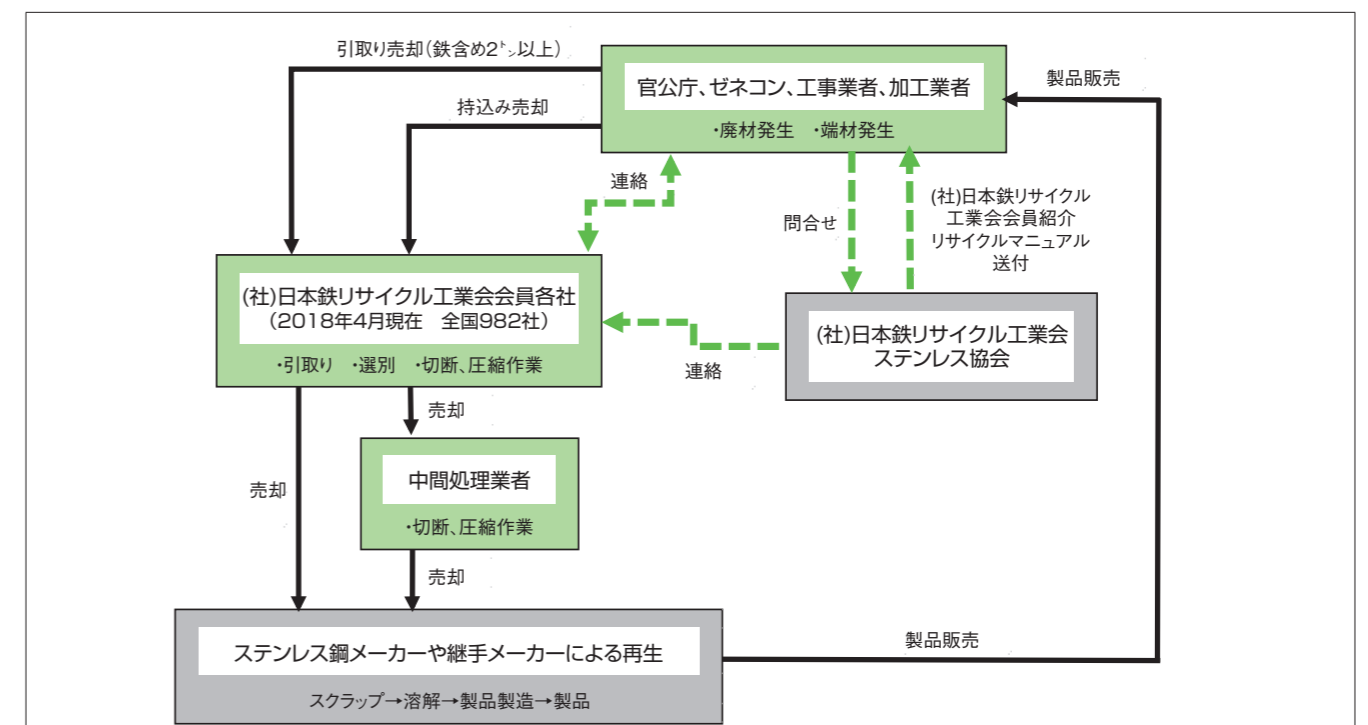 引取り売却(鉄含め2㌧以上)
官公庁、ゼネコン、工事業者、加工業者
・廃材発生 ・端材発生
製品販売
持込み売却
連絡
問合せ
(社)日本鉄リサイクル
工業会会員紹介
リサイクルマニュアル
送付
(社)日本鉄リサイクル工業会会員各社
(2018年4月現在 全国982社)
・引取り ・選別 ・切断、圧縮作業
(社)日本鉄リサイクル工業会
ステンレス協会
連絡
売却
売却
中間処理業者
・切断、圧縮作業
売却
ステンレス鋼メーカーや継手メーカーによる再生
スクラップ→溶解→製品製造→製品
製品販売